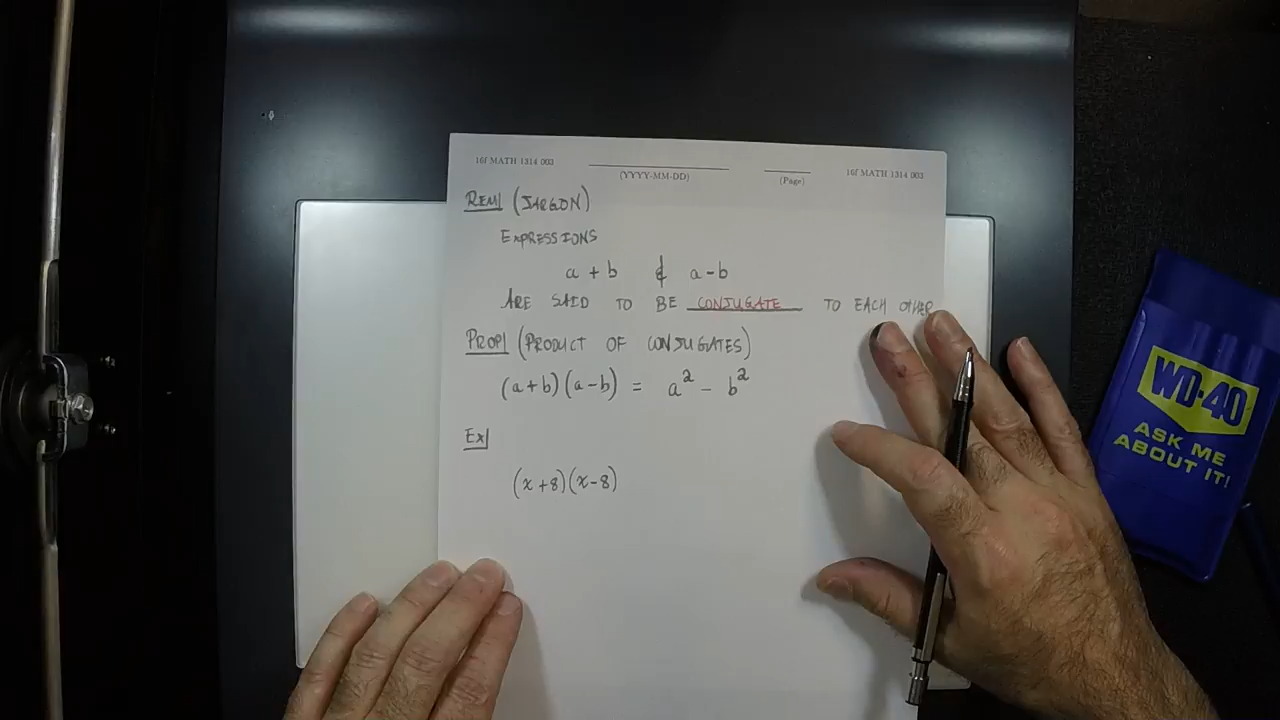 16f MATH 1314 003
(YYYY-MM-DD)
(Page)
16f MATH 1314 003
REM (JARGON)
EXPRESSIONS
a + b & a - b
ARE SAID TO BE CONJUGATE TO EACH OTHER
PROP (PRODUCT OF CONJUGATES)
(a + b)(a - b) = a² - b²
Ex
(x + 8)(x - 8)
WD-40
ASK ME
ABOUT IT!